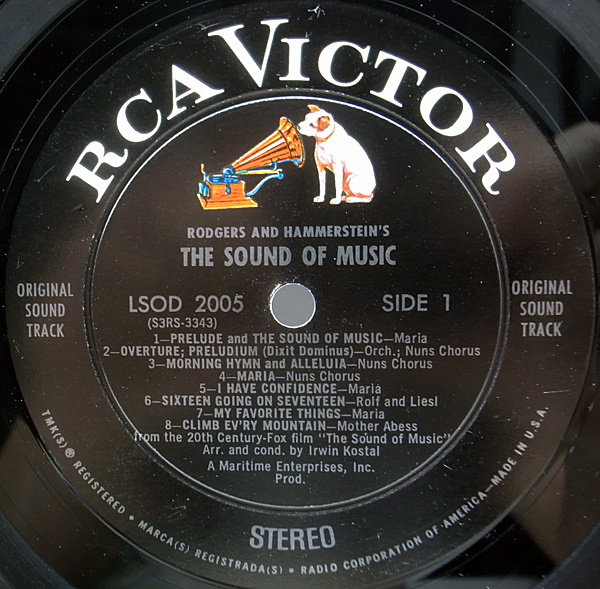 RCA VICTOR
RODGERS AND HAMMERSTEIN'S
THE SOUND OF MUSIC
ORIGINAL
SOUND
TRACK
LSOD 2005
(S3RS-3343)
SIDE 1
ORIGINAL
SOUND
TRACK
1—PRELUDE and THE SOUND OF MUSIC—Maria
2—OVERTURE; PRELUDIUM (Dixit Dominus)—Orch.; Nuns Chorus
3—MORNING HYMN and ALLELUIA—Nuns Chorus
4—MARIA—Nuns Chorus
5—I HAVE CONFIDENCE—Maria
6—SIXTEEN GOING ON SEVENTEEN—Rolf and Liesl
7—MY FAVORITE THINGS—Maria
8—CLIMB EV'RY MOUNTAIN—Mother Abess
from the 20th Century-Fox film "The Sound of Music"
Arr. and cond. by Irwin Kostal
A Maritime Enterprises, Inc.
Prod.
STEREO
TMK(S) ® REGISTERED • MARCA(S) REGISTRADA(S) • RADIO CORPORATION OF AMERICA—MADE IN U.S.A.